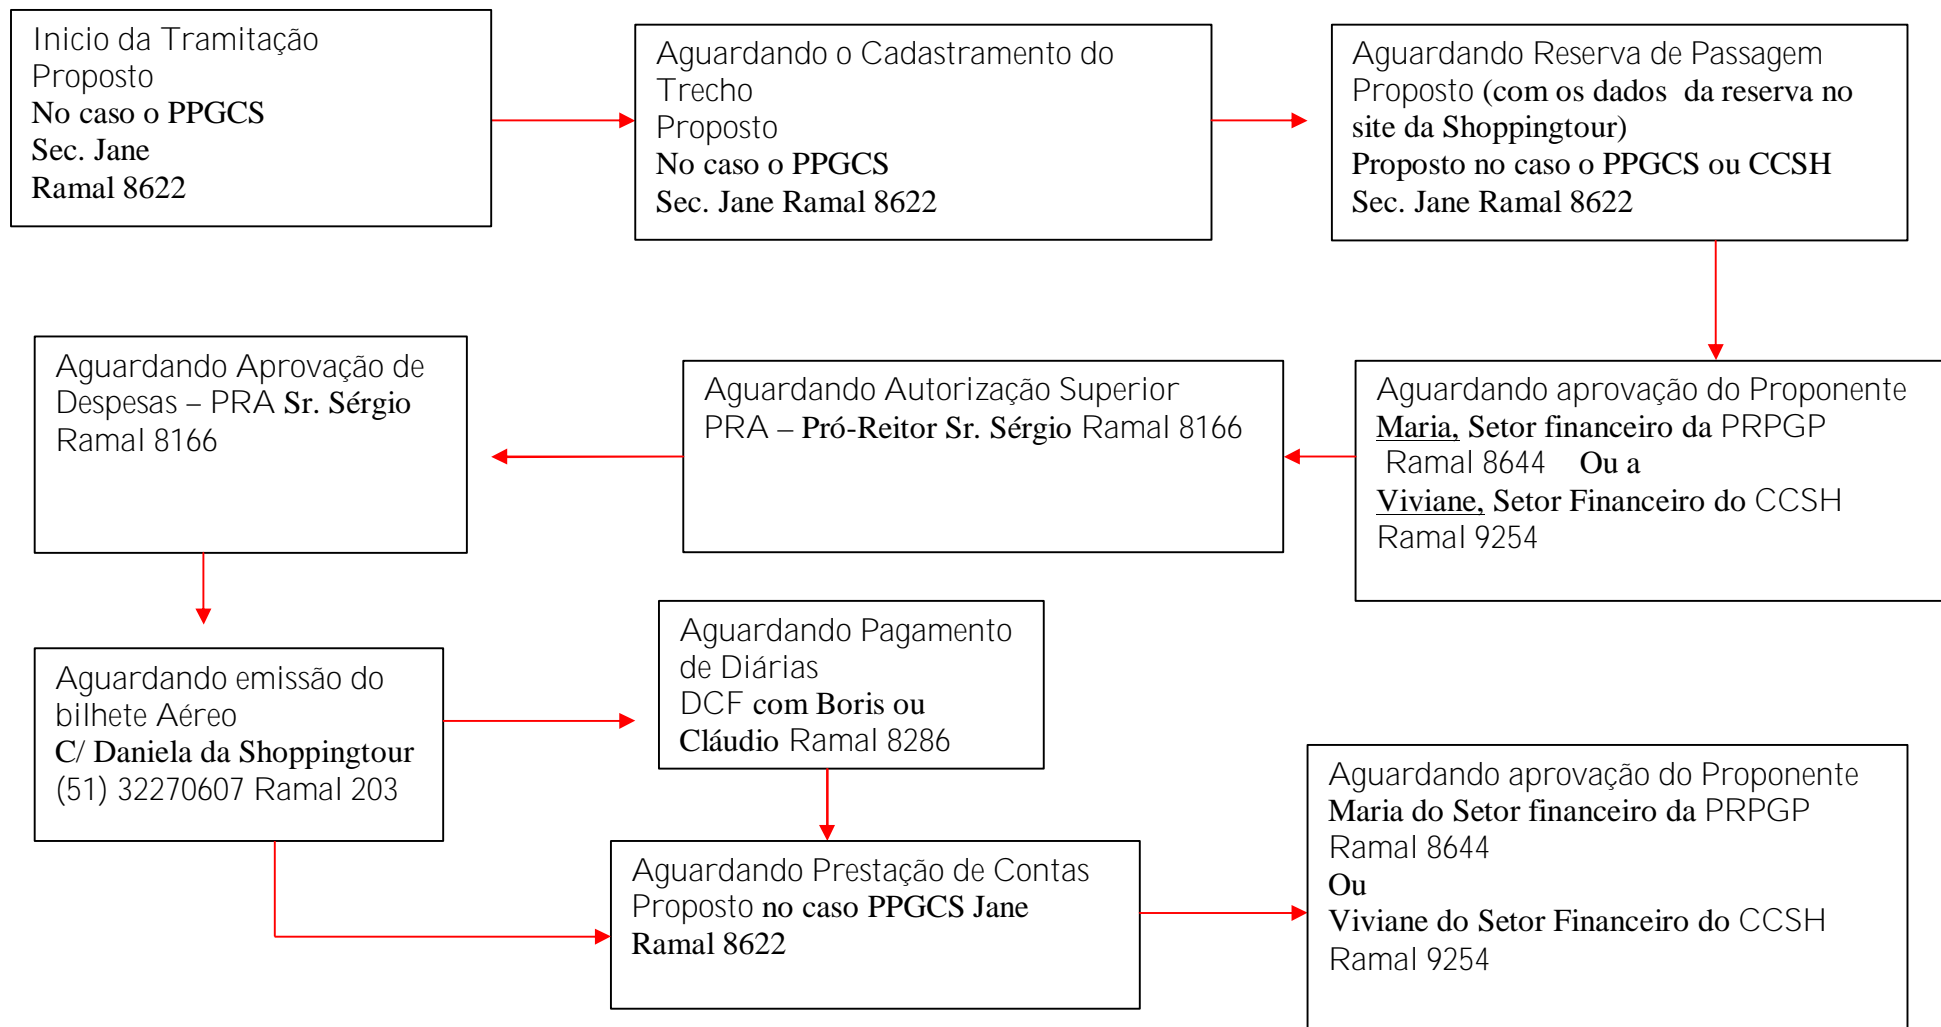 Inicio da Tramitação
Proposto
No caso o PPGCS
Sec. Jane
Ramal 8622
Aguardando o Cadastramento do
Trecho
Proposto
No caso o PPGCS
Sec. Jane Ramal 8622
Aguardando Reserva de Passagem
Proposto (com os dados da reserva no
site da Shoppingtour)
Proposto no caso o PPGCS ou CCSH
Sec. Jane Ramal 8622
Aguardando aprovação do Proponente
Maria, Setor financeiro da PRPGP
Ramal 8644 Ou a
Viviane, Setor Financeiro do CCSH
Ramal 9254
Aguardando Autorização Superior
PRA – Pró-Reitor Sr. Sérgio Ramal 8166
Aguardando Aprovação de
Despesas – PRA Sr. Sérgio
Ramal 8166
Aguardando emissão do
bilhete Aéreo
C/ Daniela da Shoppingtour
(51) 32270607 Ramal 203
Aguardando Pagamento
de Diárias
DCF com Boris ou
Cláudio Ramal 8286
Aguardando Prestação de Contas
Proposto no caso PPGCS Jane
Ramal 8622
Aguardando aprovação do Proponente
Maria do Setor financeiro da PRPGP
Ramal 8644
Ou
Viviane do Setor Financeiro do CCSH
Ramal 9254